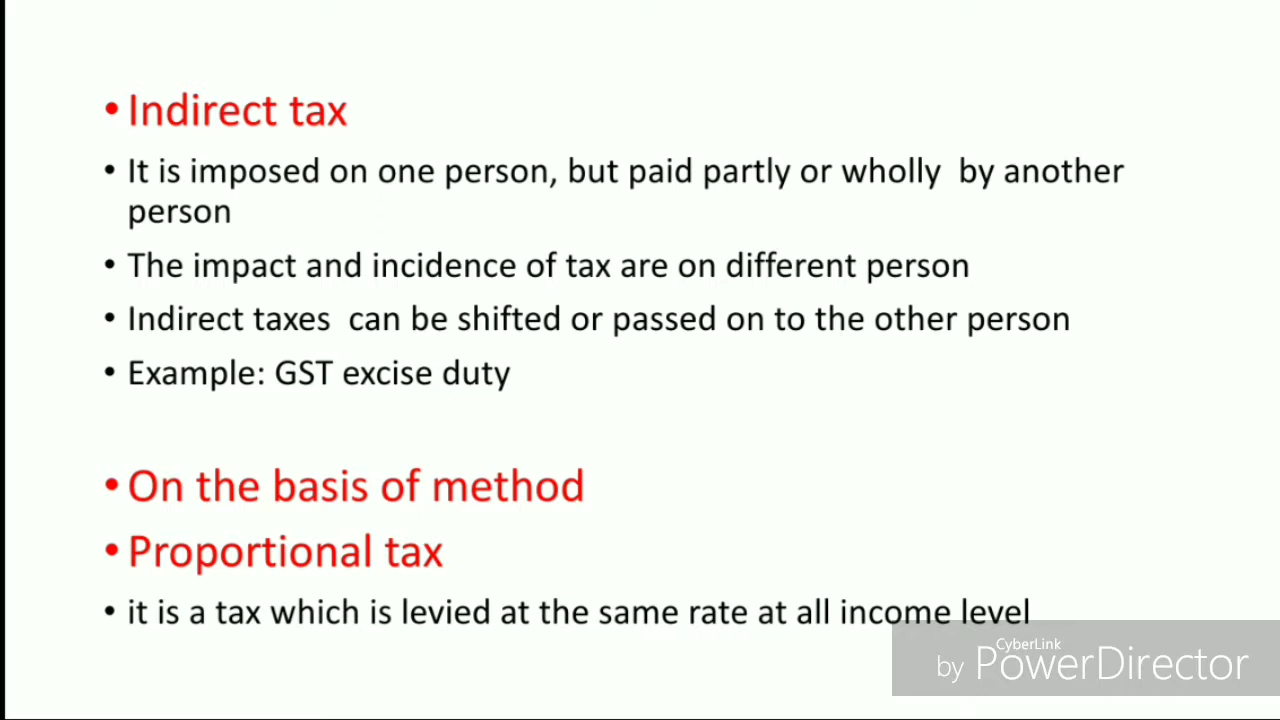 • Indirect tax
• It is imposed on one person, but paid partly or wholly  by another
person
• The impact and incidence of tax are on different person
• Indirect taxes  can be shifted or passed on to the other person
• Example: GST excise duty
• On the basis of method
• Proportional tax
• it is a tax which is levied at the same rate at all income level
CyberLink
by PowerDirector